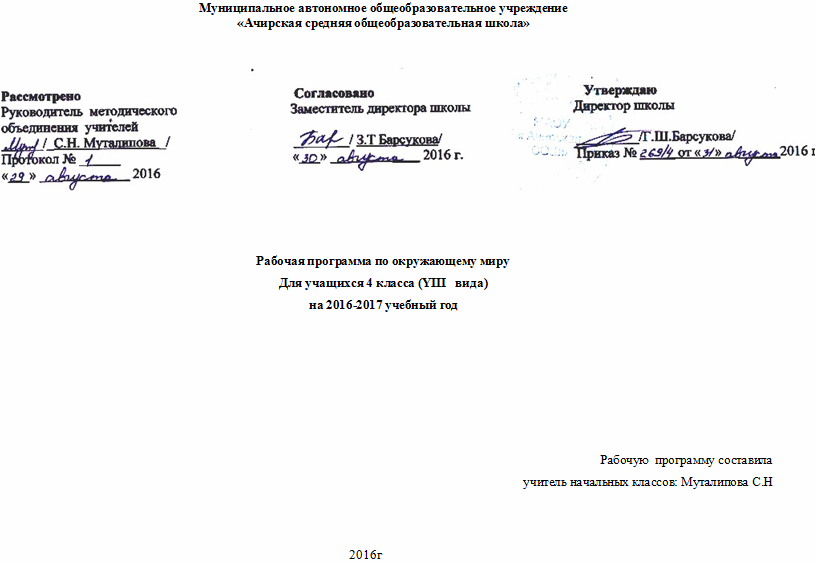 Муниципальное автономное общеобразовательное учреждение
«Ачирская средняя общеобразовательная школа»
Рассмотрено
Руководитель методического
объединения учителей
/ С.Н. Муталипова /
Протокол № 1
«29» августа 2016
Согласовано
Заместитель директора школы
Бар / З.Т Барсукова/
«30» августа 2016 г.
Утверждаю
Директор школы
/Г.Ш.Барсукова/
Приказ № 269/4 от «31» августа 2016 г
Рабочая программа по окружающему миру
Для учащихся 4 класса (YIII вида)
на 2016-2017 учебный год
Рабочую программу составила
учитель начальных классов: Муталипова С.Н
2016г